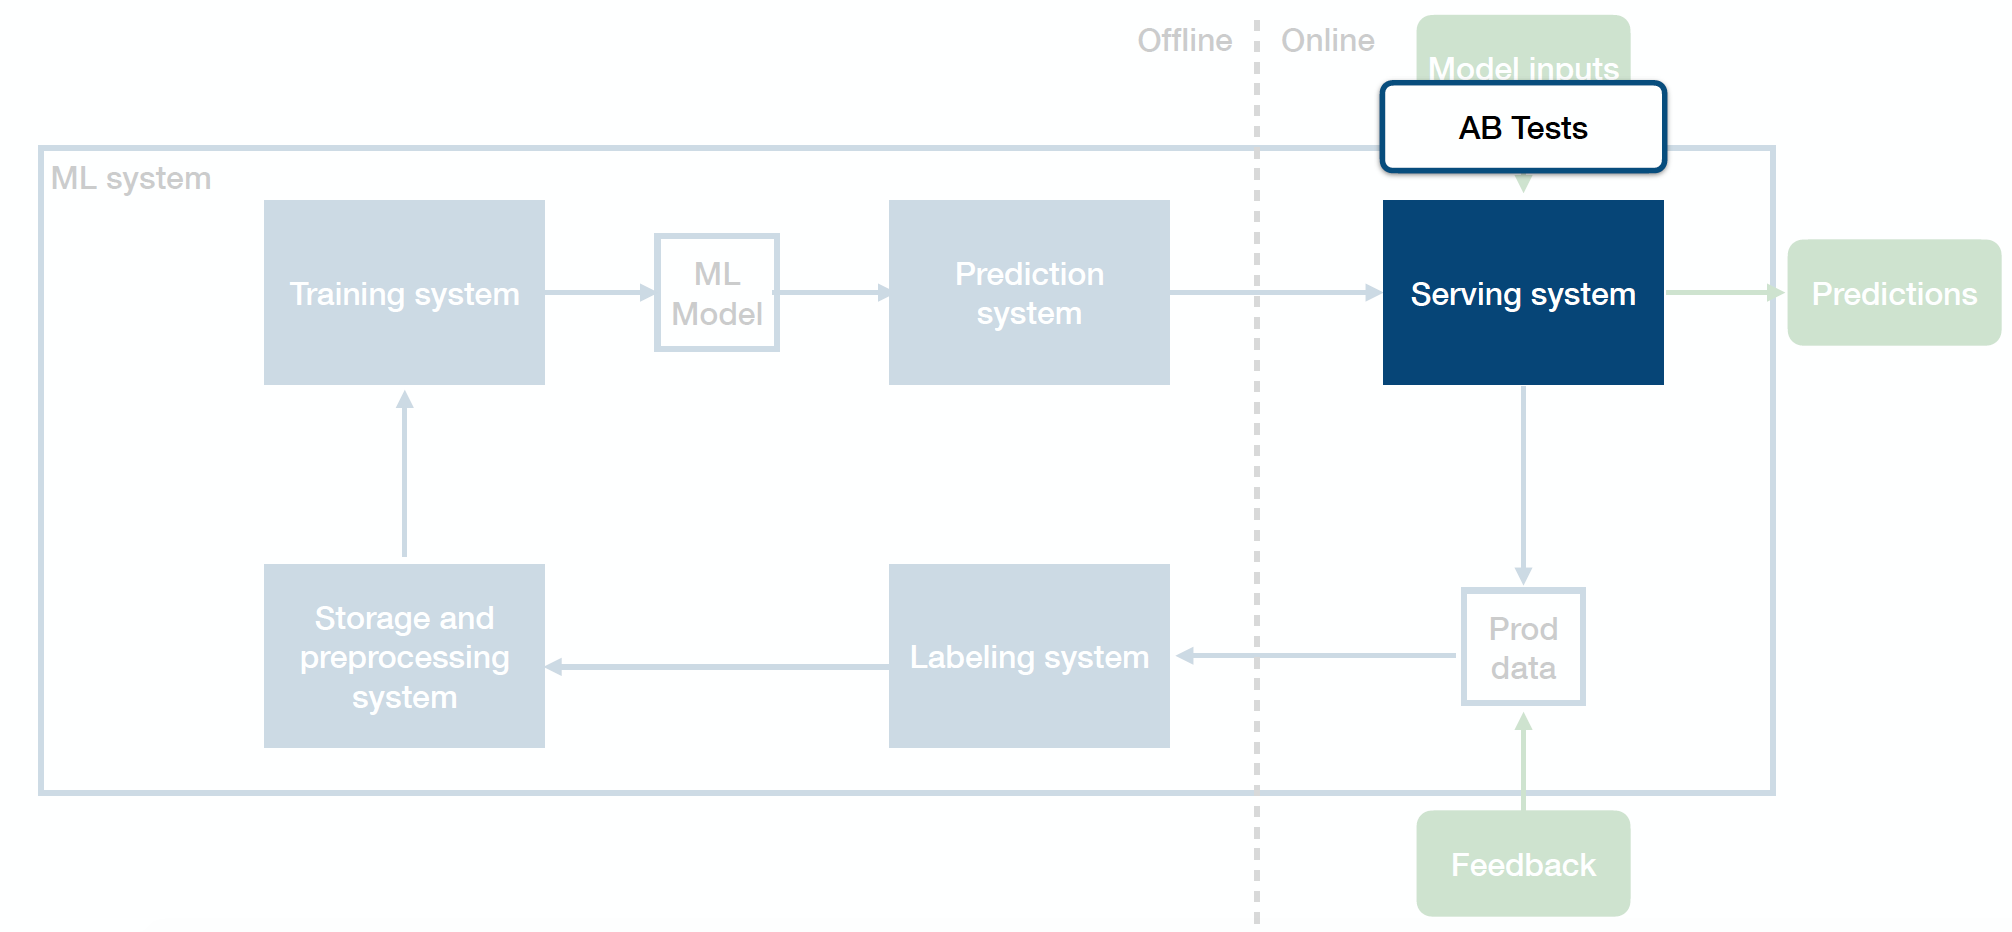 Offline
Online
Model inputs
AB Tests
ML system
Training system
ML
Model
Prediction
system
Serving system
Predictions
Storage and
preprocessing
system
Labeling system
Prod
data
Feedback